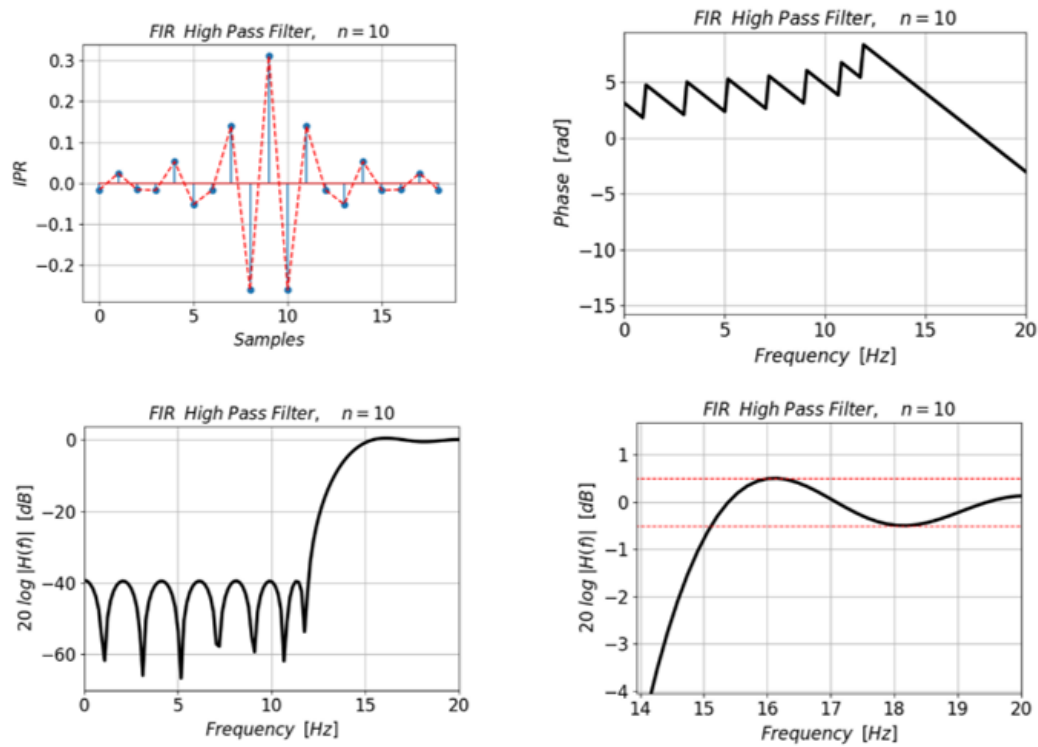 FIR High Pass Filter, n = 10
0.3
0.2
0.1
0.0
−0.1
−0.2
IPR
0 5 10 15
Samples
FIR High Pass Filter, n = 10
5
0
−5
−10
−15
Phase [rad]
0 5 10 15 20
Frequency [Hz]
FIR High Pass Filter, n = 10
0
−20
−40
−60
20 log |H(f)| [dB]
0 5 10 15 20
Frequency [Hz]
FIR High Pass Filter, n = 10
1
0
−1
−2
−3
−4
20 log |H(f)| [dB]
14 15 16 17 18 19 20
Frequency [Hz]